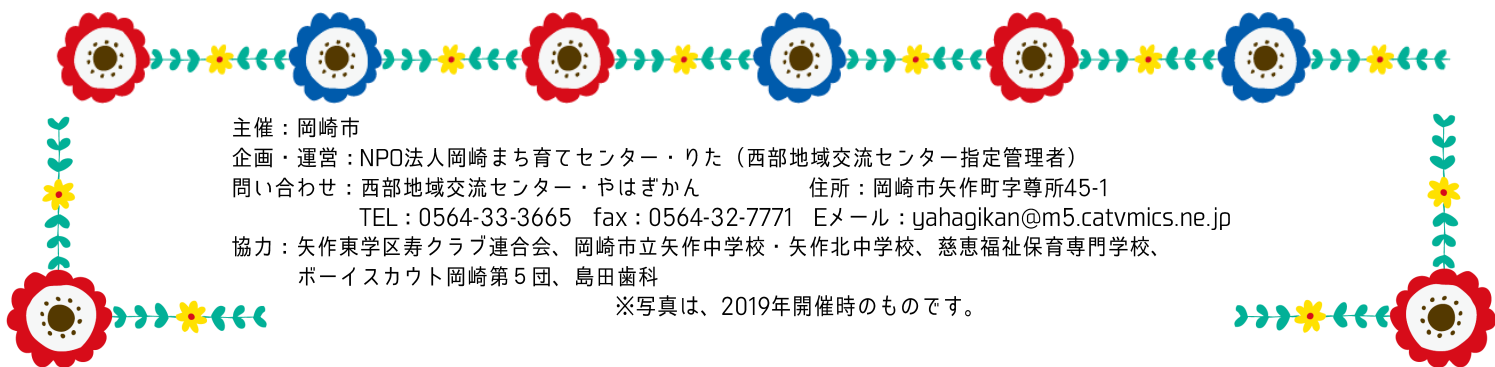 主催：岡崎市
企画・運営：NPO法人岡崎まち育てセンター・りた（西部地域交流センター指定管理者）
問い合わせ：西部地域交流センター・やはぎかん　住所：岡崎市矢作町字尊所45-1
TEL：0564-33-3665　fax：0564-32-7771　Eメール：yahagikan@m5.catvmics.ne.jp
協力：矢作東学区寿クラブ連合会、岡崎市立矢作中学校・矢作北中学校、慈恵福祉保育専門学校、
ボーイスカウト岡崎第５団、島田歯科
※写真は、2019年開催時のものです。